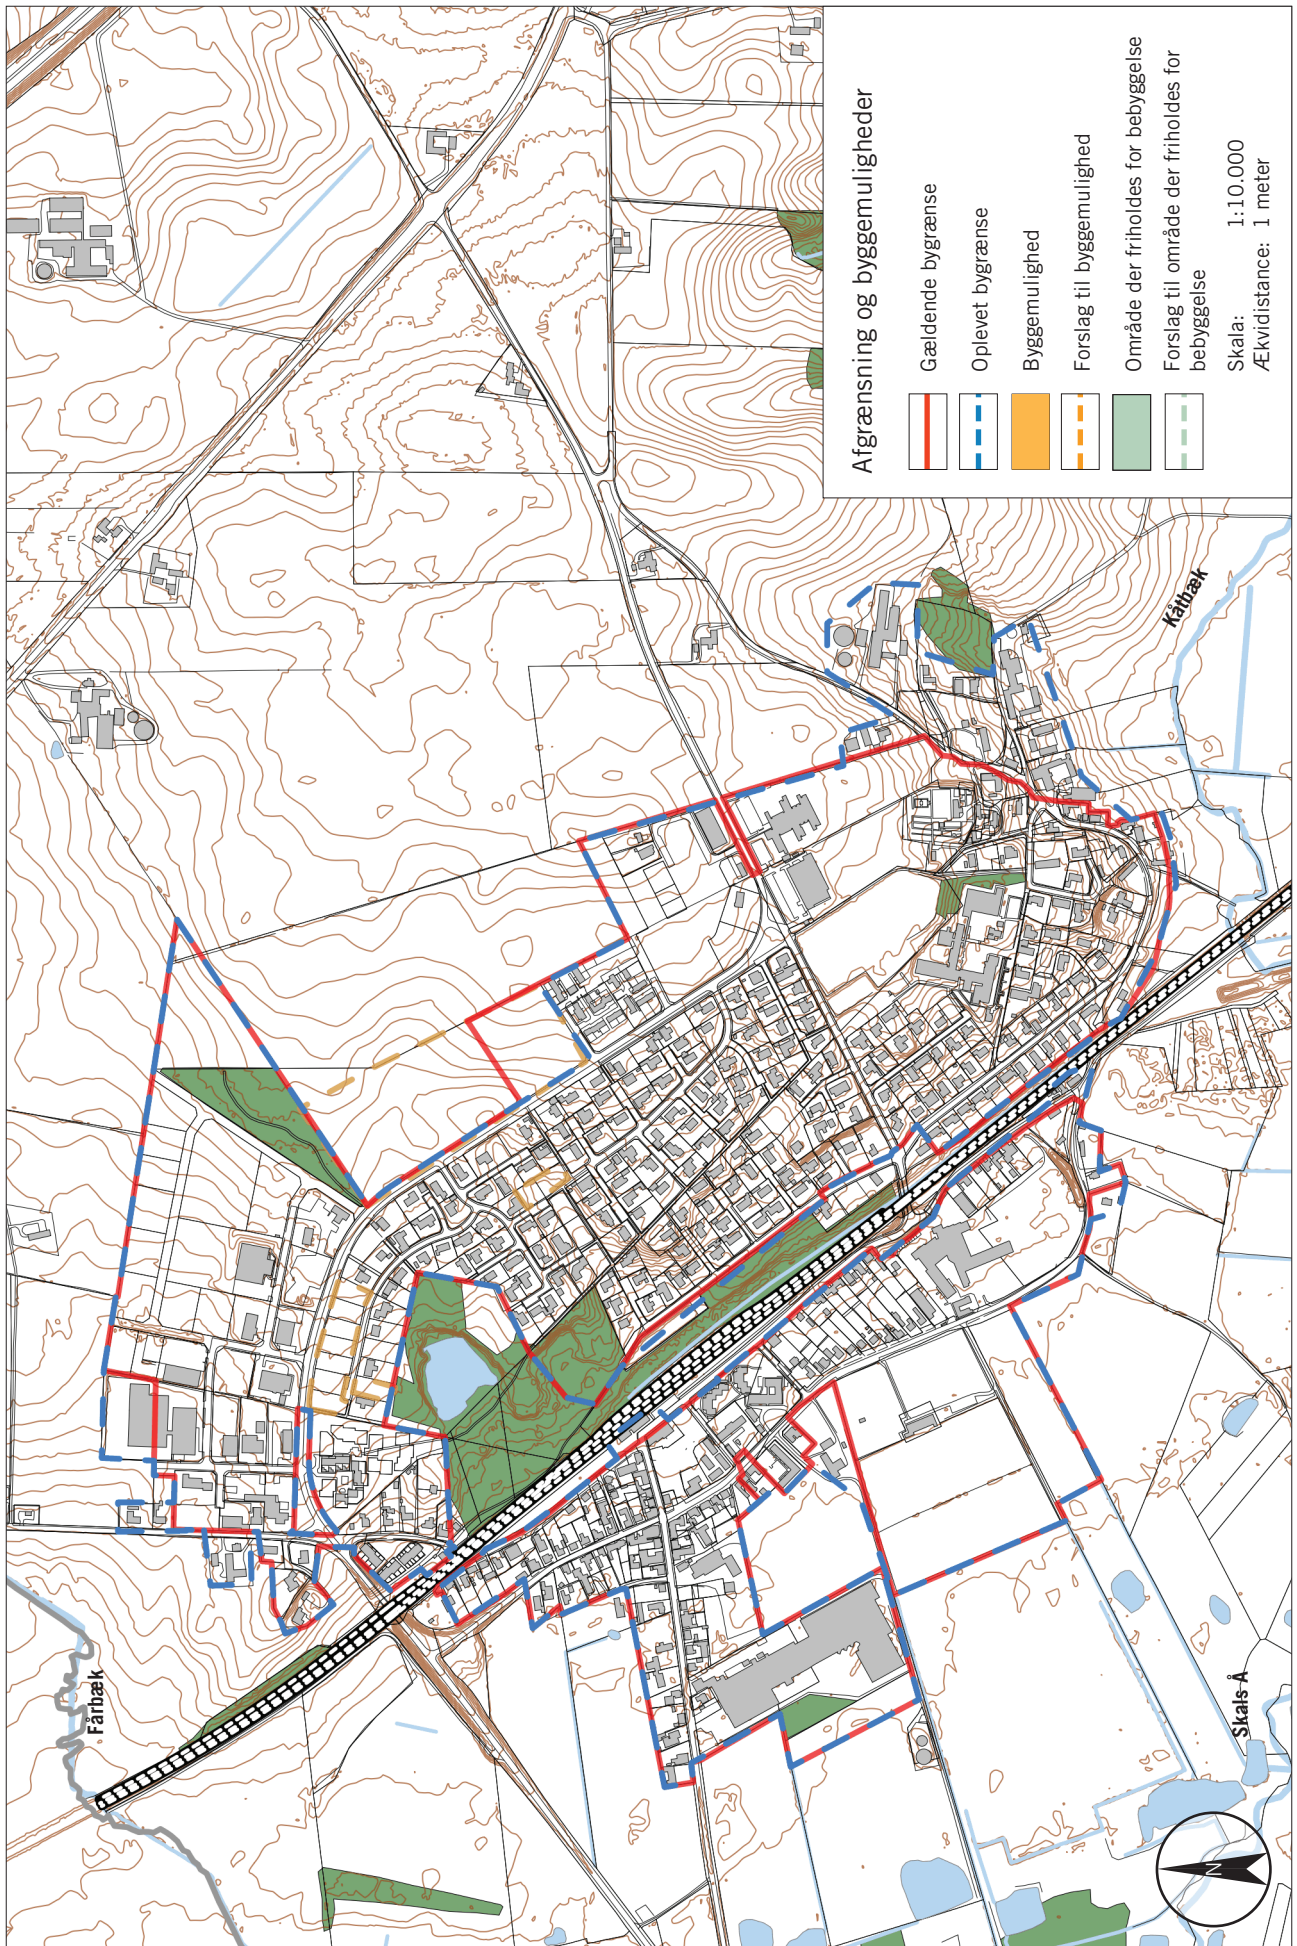 Afgrænsning og byggemuligheder
Gældende bygrænse
Oplevet bygrænse
Byggemulighed
Forslag til byggemulighed
Område der friholdes for bebyggelse
Forslag til område der friholdes for
bebyggelse
Skala: 1:10.000
Ækvidistance: 1 meter
Fårbæk
Kåtbæk
Skals Å
N